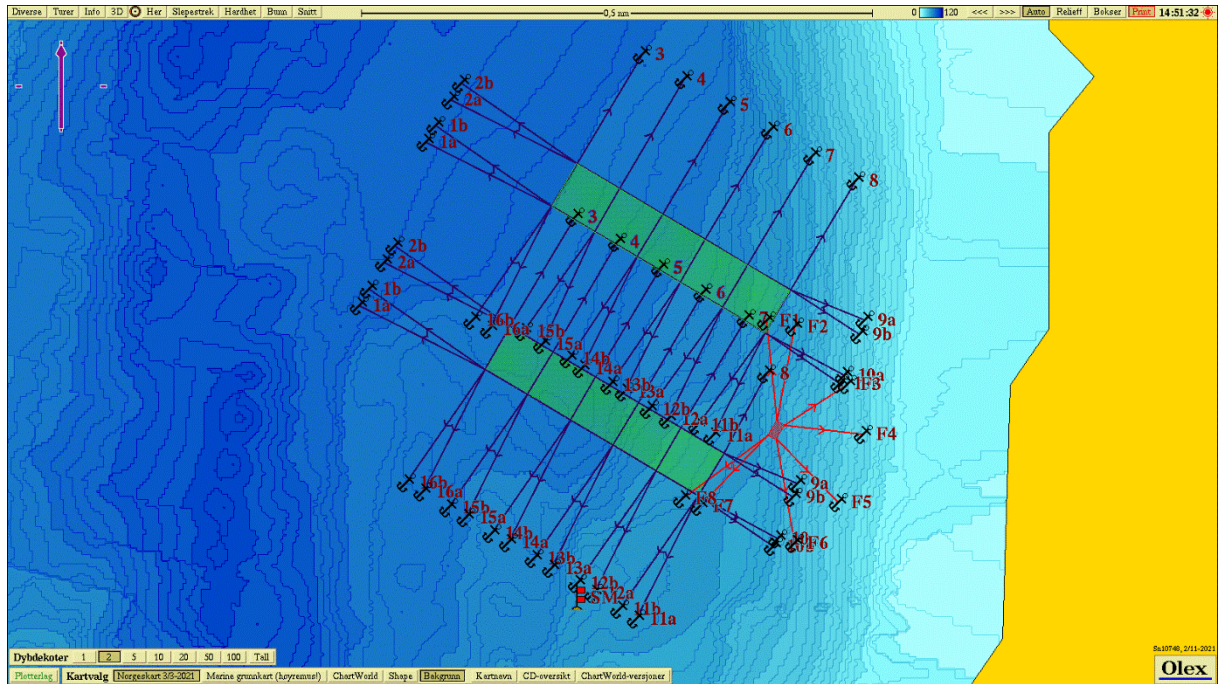 Diverse Turer Info 3D Her Slepestrek Hardhet Bunn Snitt 0,5 nm 0 120 <<< >>> Auto Relieff Bokser Print 14:51:32
3
4
2b
2a
5
1b
6
1a
7
8
3
2b
4
2a
5
1b
6
1a
16b
16a
7
F1
F2
9a
9b
15b
15a
14b
14a
8
10a
F3
13b
13a
12b
12a
11b
11a
F4
16b
16a
9a
9b
F8
F7
F5
15b
15a
14b
14a
F6
13b
13a
12b
12a
SM
11b
11a
Sa10748, 2/11-2021
Dybdekoter 1 2 5 10 20 50 100 Tall
Olex
Plotterlag Kartvalg Norgeskart 3/3-2021 Marine grunnkart (høyremus!) ChartWorld Shape Bakgrunn Kartnavn CD-oversikt ChartWorld-versjoner